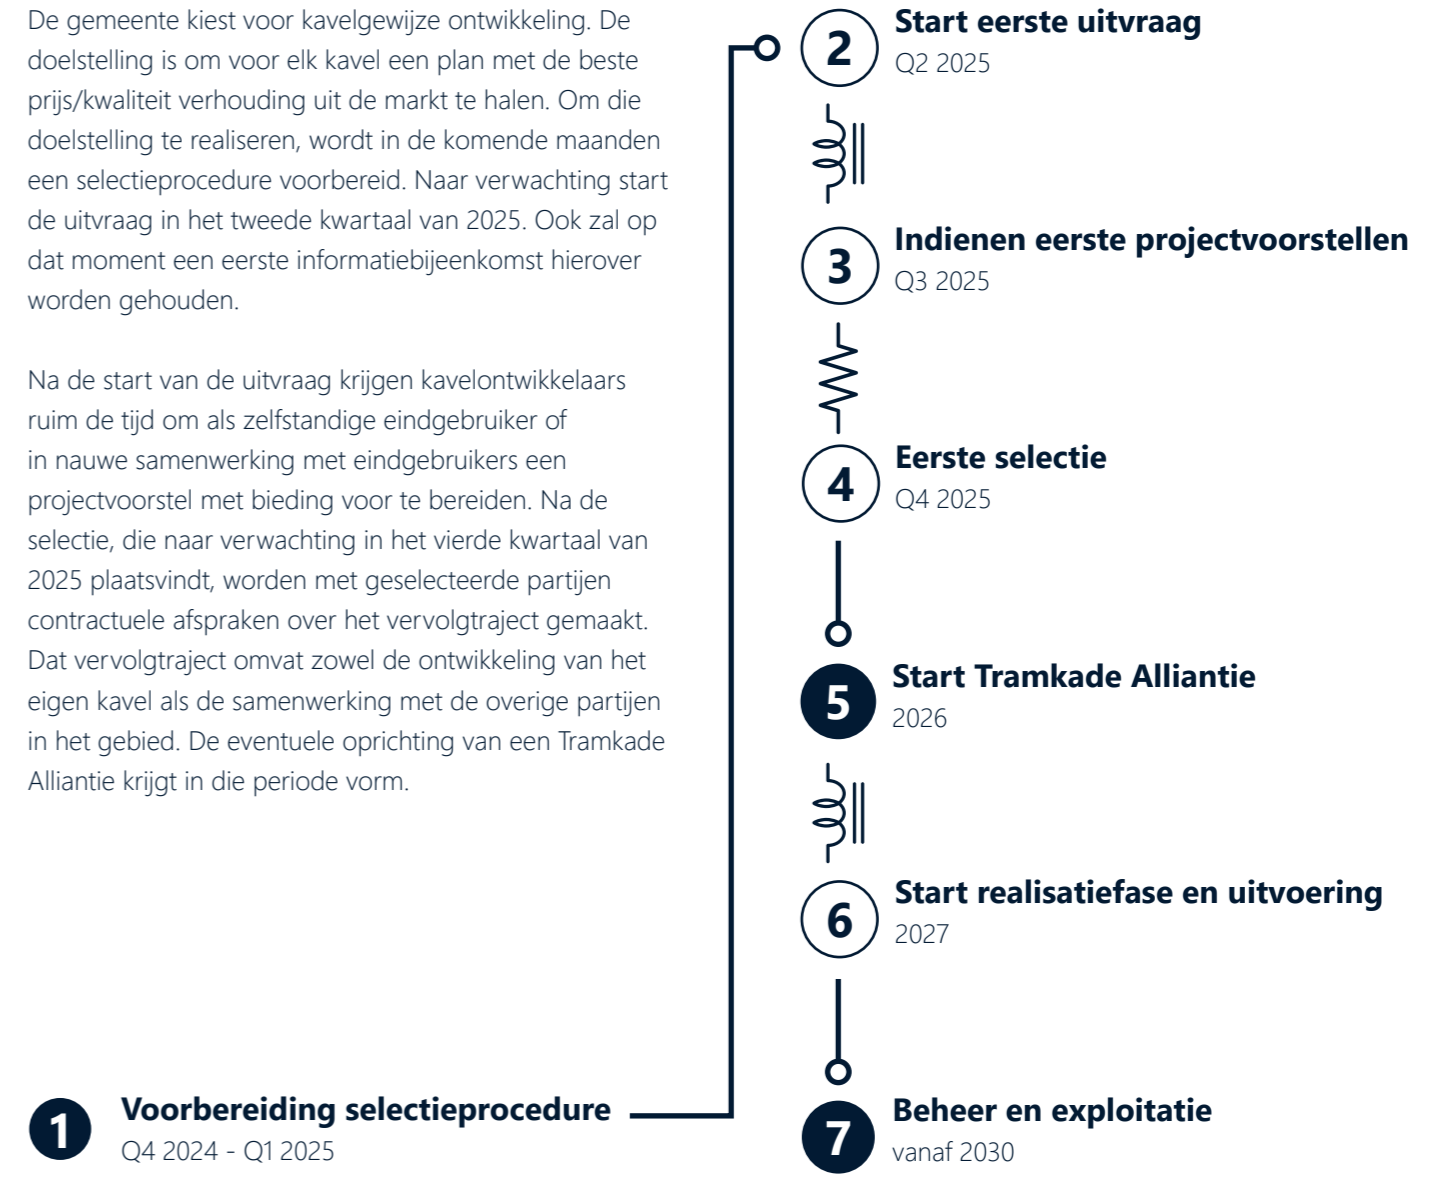 De gemeente kiest voor kavelgewijze ontwikkeling. De
doelstelling is om voor elk kavel een plan met de beste
prijs/kwaliteit verhouding uit de markt te halen. Om die
doelstelling te realiseren, wordt in de komende maanden
een selectieprocedure voorbereid. Naar verwachting start
de uitvraag in het tweede kwartaal van 2025. Ook zal op
dat moment een eerste informatiebijeenkomst hierover
worden gehouden.
Na de start van de uitvraag krijgen kavelontwikkelaars
ruim de tijd om als zelfstandige eindgebruiker of
in nauwe samenwerking met eindgebruikers een
projectvoorstel met bieding voor te bereiden. Na de
selectie, die naar verwachting in het vierde kwartaal van
2025 plaatsvindt, worden met geselecteerde partijen
contractuele afspraken over het vervolgtraject gemaakt.
Dat vervolgtraject omvat zowel de ontwikkeling van het
eigen kavel als de samenwerking met de overige partijen
in het gebied. De eventuele oprichting van een Tramkade
Alliantie krijgt in die periode vorm.
1 Voorbereiding selectieprocedure
Q4 2024 - Q1 2025
2 Start eerste uitvraag
Q2 2025
3 Indienen eerste projectvoorstellen
Q3 2025
4 Eerste selectie
Q4 2025
5 Start Tramkade Alliantie
2026
6 Start realisatiefase en uitvoering
2027
7 Beheer en exploitatie
vanaf 2030